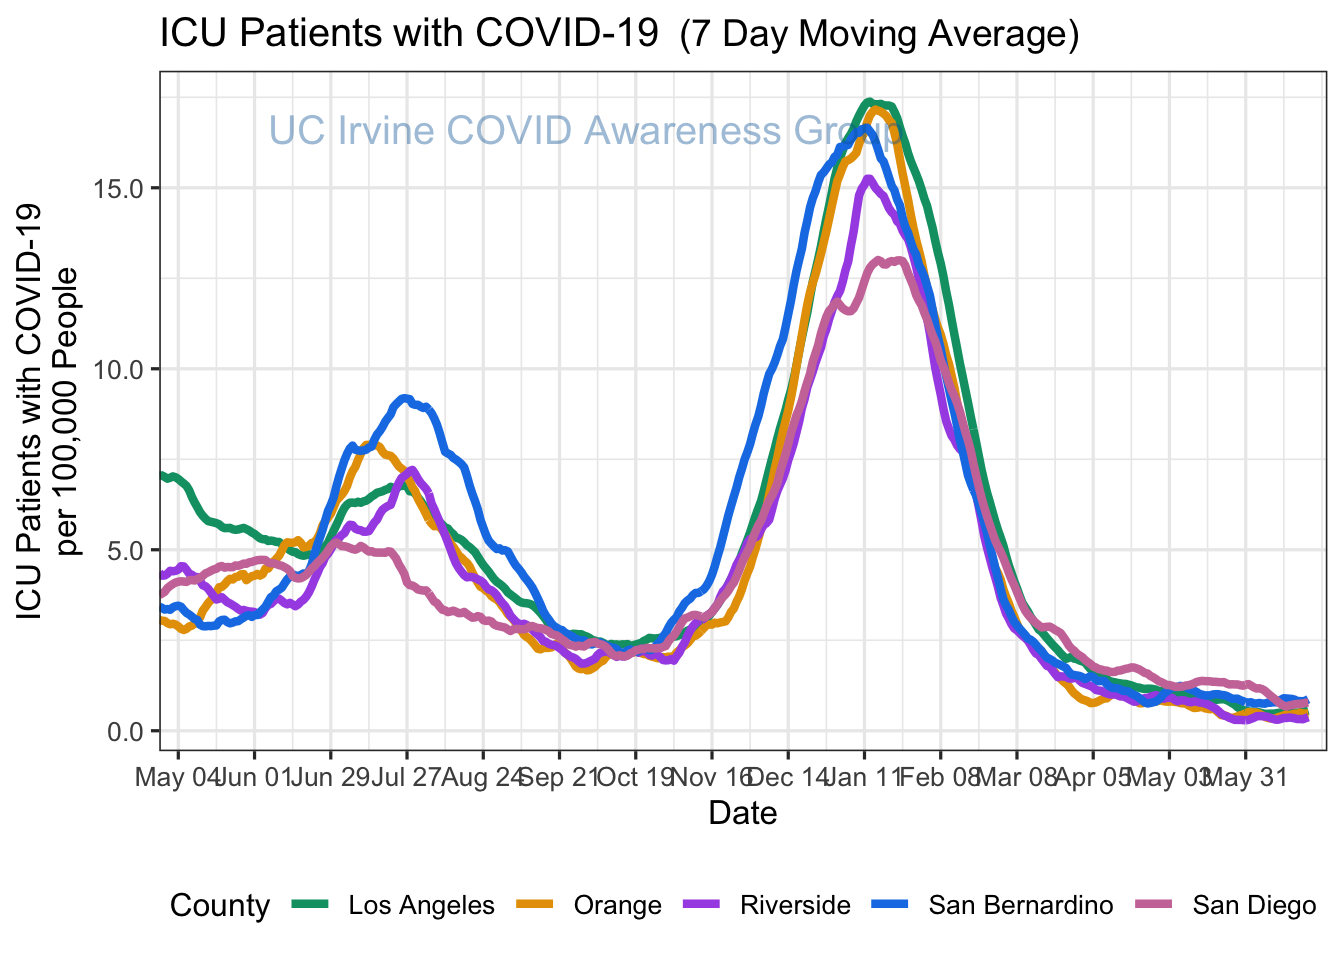 ICU Patients with COVID-19 (7 Day Moving Average)
UC Irvine COVID Awareness Group
ICU Patients with COVID-19
per 100,000 People
15.0
10.0
5.0
0.0
May 04 Jun 01 Jun 29 Jul 27 Aug 24 Sep 21 Oct 19 Nov 16 Dec 14 Jan 11 Feb 08 Mar 08 Apr 05 May 03 May 31
Date
County Los Angeles Orange Riverside San Bernardino San Diego